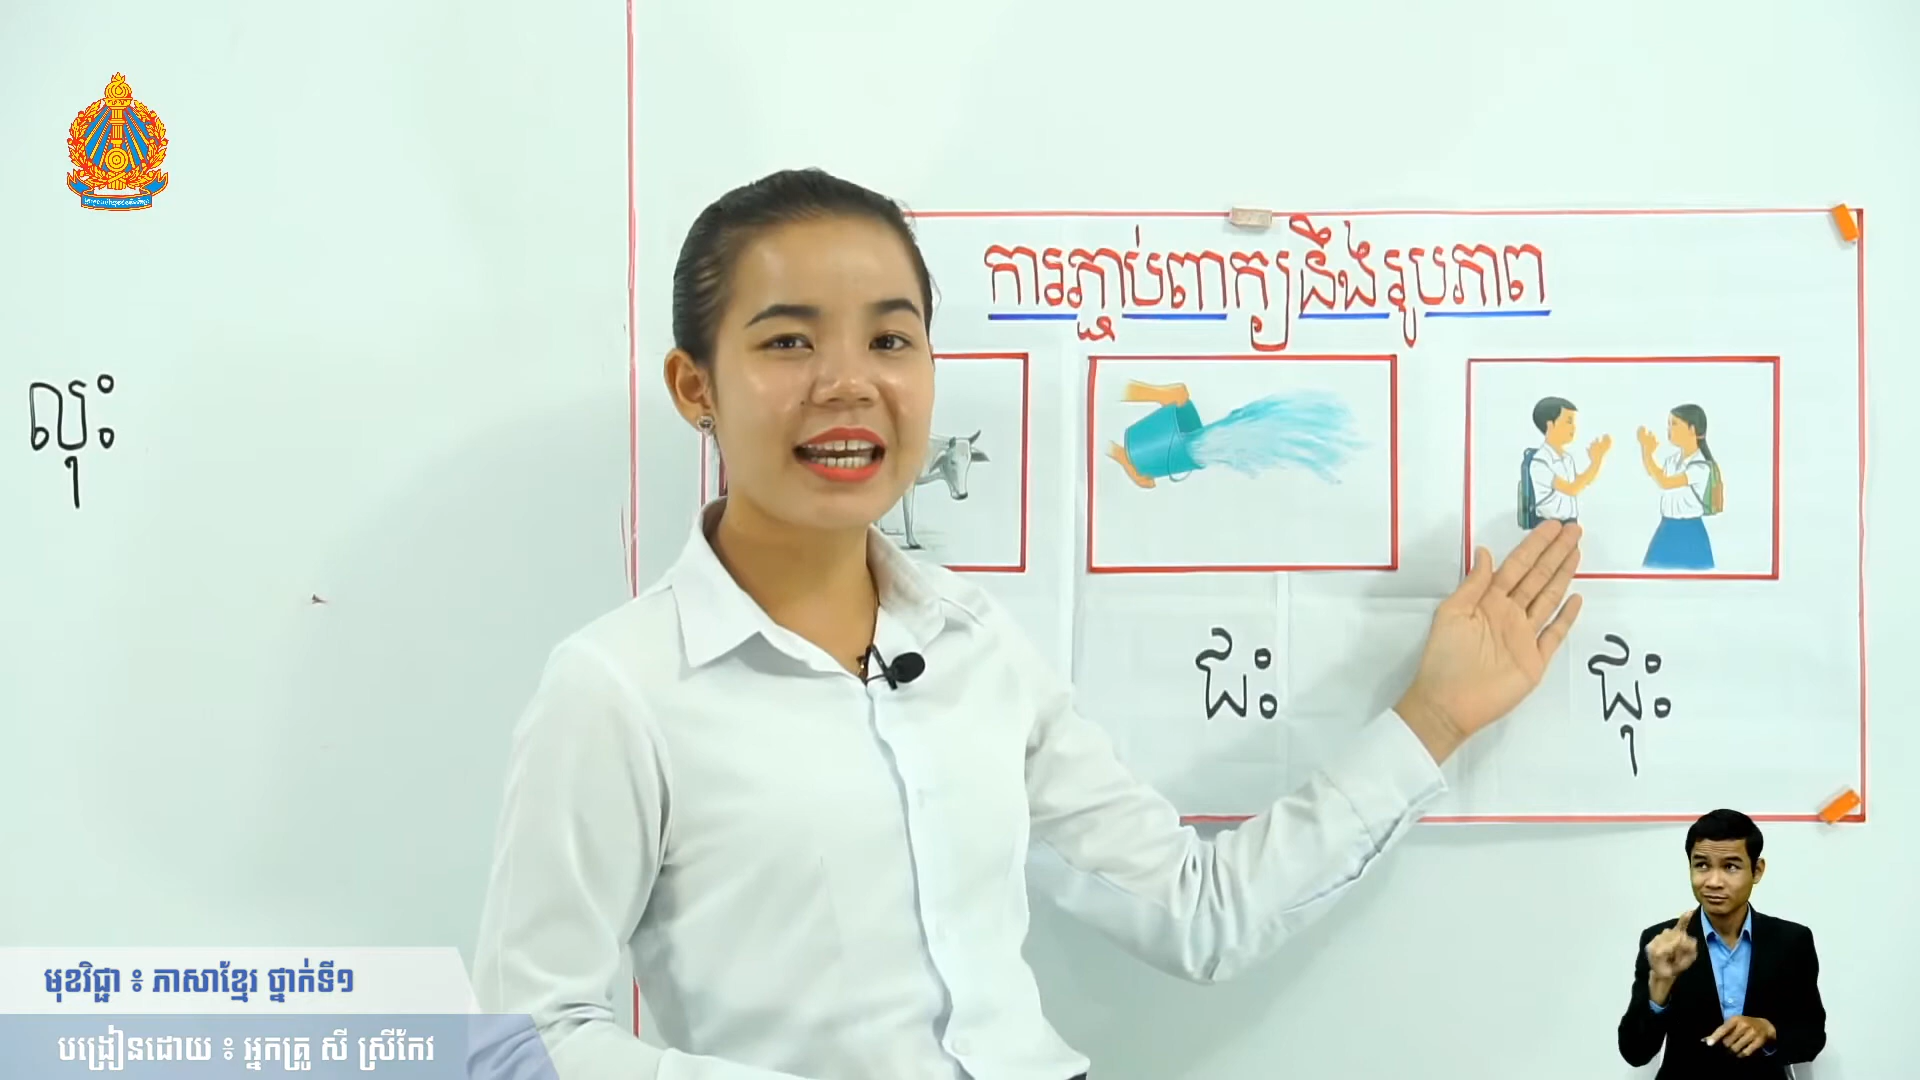 ការភ្ជាប់ពាក្យនឹងរូបភាព
លុះ
ជះ
ជុះ
មុខវិជ្ជា ៖ ភាសាខ្មែរ ថ្នាក់ទី១
បង្រៀនដោយ ៖ អ្នកគ្រូ សី ស្រីកែវ